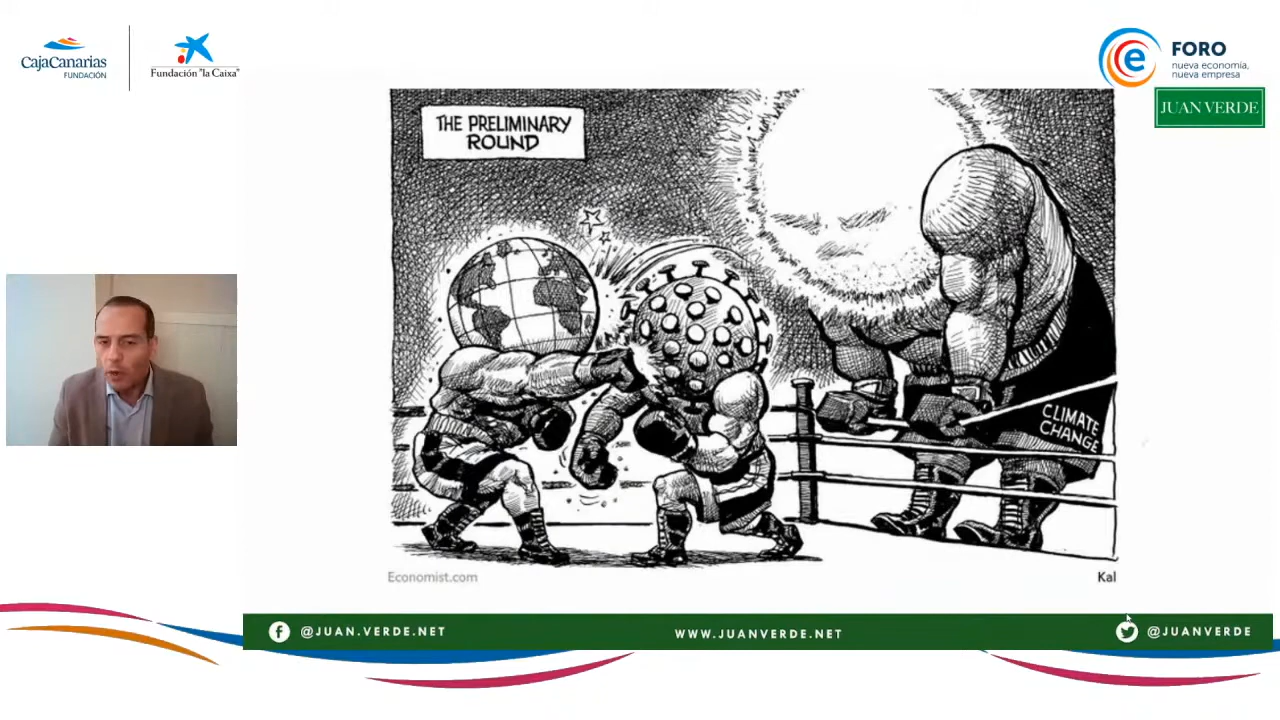 CajaCanarias
FUNDACIÓN
Fundación "la Caixa"
e
FORO
nueva economía,
nueva empresa
JUAN VERDE
THE PRELIMINARY
ROUND
CLIMATE
CHANGE
Economist.com
Kal
f
@JUAN.VERDE.NET
WWW.JUANVERDE.NET
@JUANVERDE